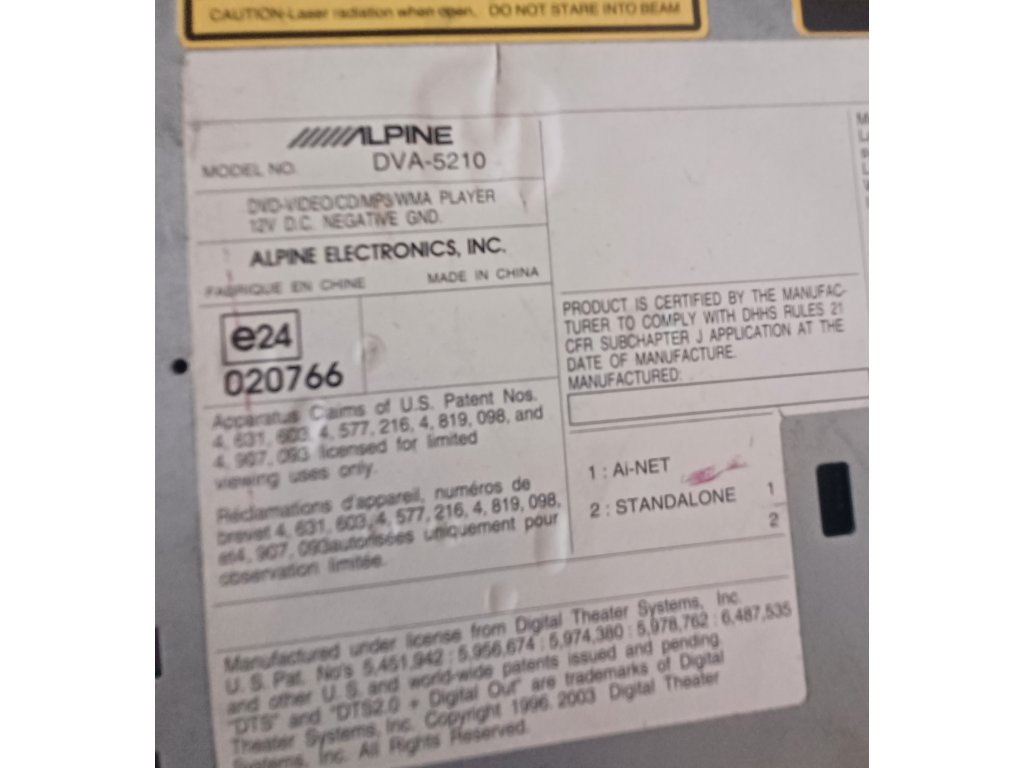 CAUTION-Laser radiation when open. DO NOT STARE INTO BEAM
ALPINE
MODEL NO. DVA-5210
DVD-VIDEO/CD/MP3/WMA PLAYER
12V D.C. NEGATIVE GND.
ALPINE ELECTRONICS, INC.
FABRIQUE EN CHINE MADE IN CHINA
e24
020766
Apparatus Claims of U.S. Patent Nos.
4, 631, 603, 4, 577, 216, 4, 819, 098, and
4, 907, 093 licensed for limited
viewing uses only.
Réclamations d'appareil, numéros de
brevet 4, 631, 603, 4, 577, 216, 4, 819, 098,
et4, 907, 093autorisées uniquement pour
observation limitée.
PRODUCT IS CERTIFIED BY THE MANUFAC-
TURER TO COMPLY WITH DHHS RULES 21
CFR SUBCHAPTER J APPLICATION AT THE
DATE OF MANUFACTURE.
MANUFACTURED:
1 : Ai-NET
2 : STANDALONE
1
2
Manufactured under license from Digital Theater Systems, Inc.
U. S. Pat. No's 5,451,942 ; 5,956,674 ; 5,974,380 ; 5,978,762 ; 6,487,535
and other U. S. and world-wide patents issued and pending.
"DTS" and "DTS2.0 + Digital Out" are trademarks of Digital
Theater Systems, Inc. Copyright 1996, 2003 Digital Theater
Systems, Inc. All Rights Reserved.